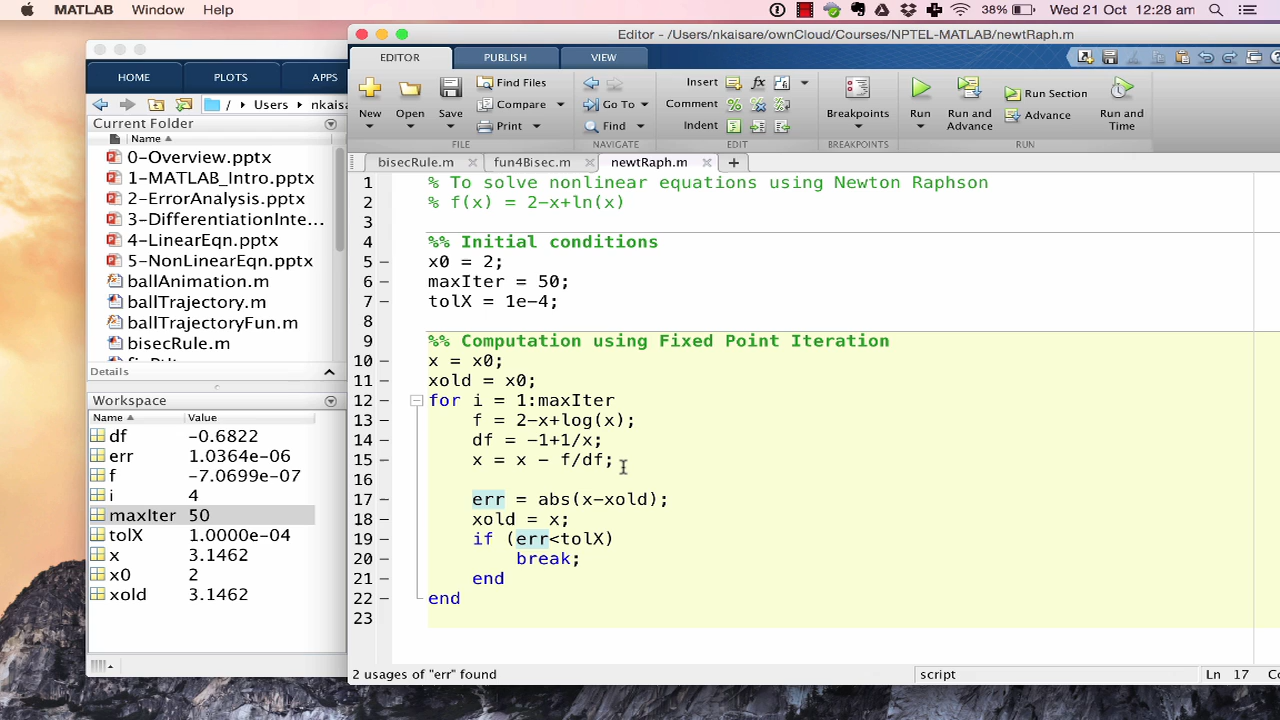 MATLAB Window Help 38% Wed 21 Oct 12:28 am
Editor - /Users/nkaisare/ownCloud/Courses/NPTEL-MATLAB/newtRaph.m
HOME PLOTS APPS
EDITOR PUBLISH VIEW
New Open Save
Find Files
Compare
Print
FILE
Go To
Find
NAVIGATE
Insert
Comment
Indent
EDIT
Breakpoints
BREAKPOINTS
Run
Run and Advance
Run Section
Advance
Run and Time
RUN
/ Users nkaisa
Current Folder
Name
0-Overview.pptx
1-MATLAB_Intro.pptx
2-ErrorAnalysis.pptx
3-DifferentiationInte...
4-LinearEqn.pptx
5-NonLinearEqn.pptx
ballAnimation.m
ballTrajectory.m
ballTrajectoryFun.m
bisecRule.m
Details
Workspace
Name Value
df -0.6822
err 1.0364e-06
f -7.0699e-07
i 4
maxIter 50
tolX 1.0000e-04
x 3.1462
x0 2
xold 3.1462
bisecRule.m fun4Bisec.m newtRaph.m
1 % To solve nonlinear equations using Newton Raphson
2 % f(x) = 2-x+ln(x)
3
4 %% Initial conditions
5 x0 = 2;
6 maxIter = 50;
7 tolX = 1e-4;
8
9 %% Computation using Fixed Point Iteration
10 x = x0;
11 xold = x0;
12 for i = 1:maxIter
13 f = 2-x+log(x);
14 df = -1+1/x;
15 x = x - f/df;
16
17 err = abs(x-xold);
18 xold = x;
19 if (err<tolX)
20 break;
21 end
22 end
23
2 usages of "err" found script Ln 17 Co